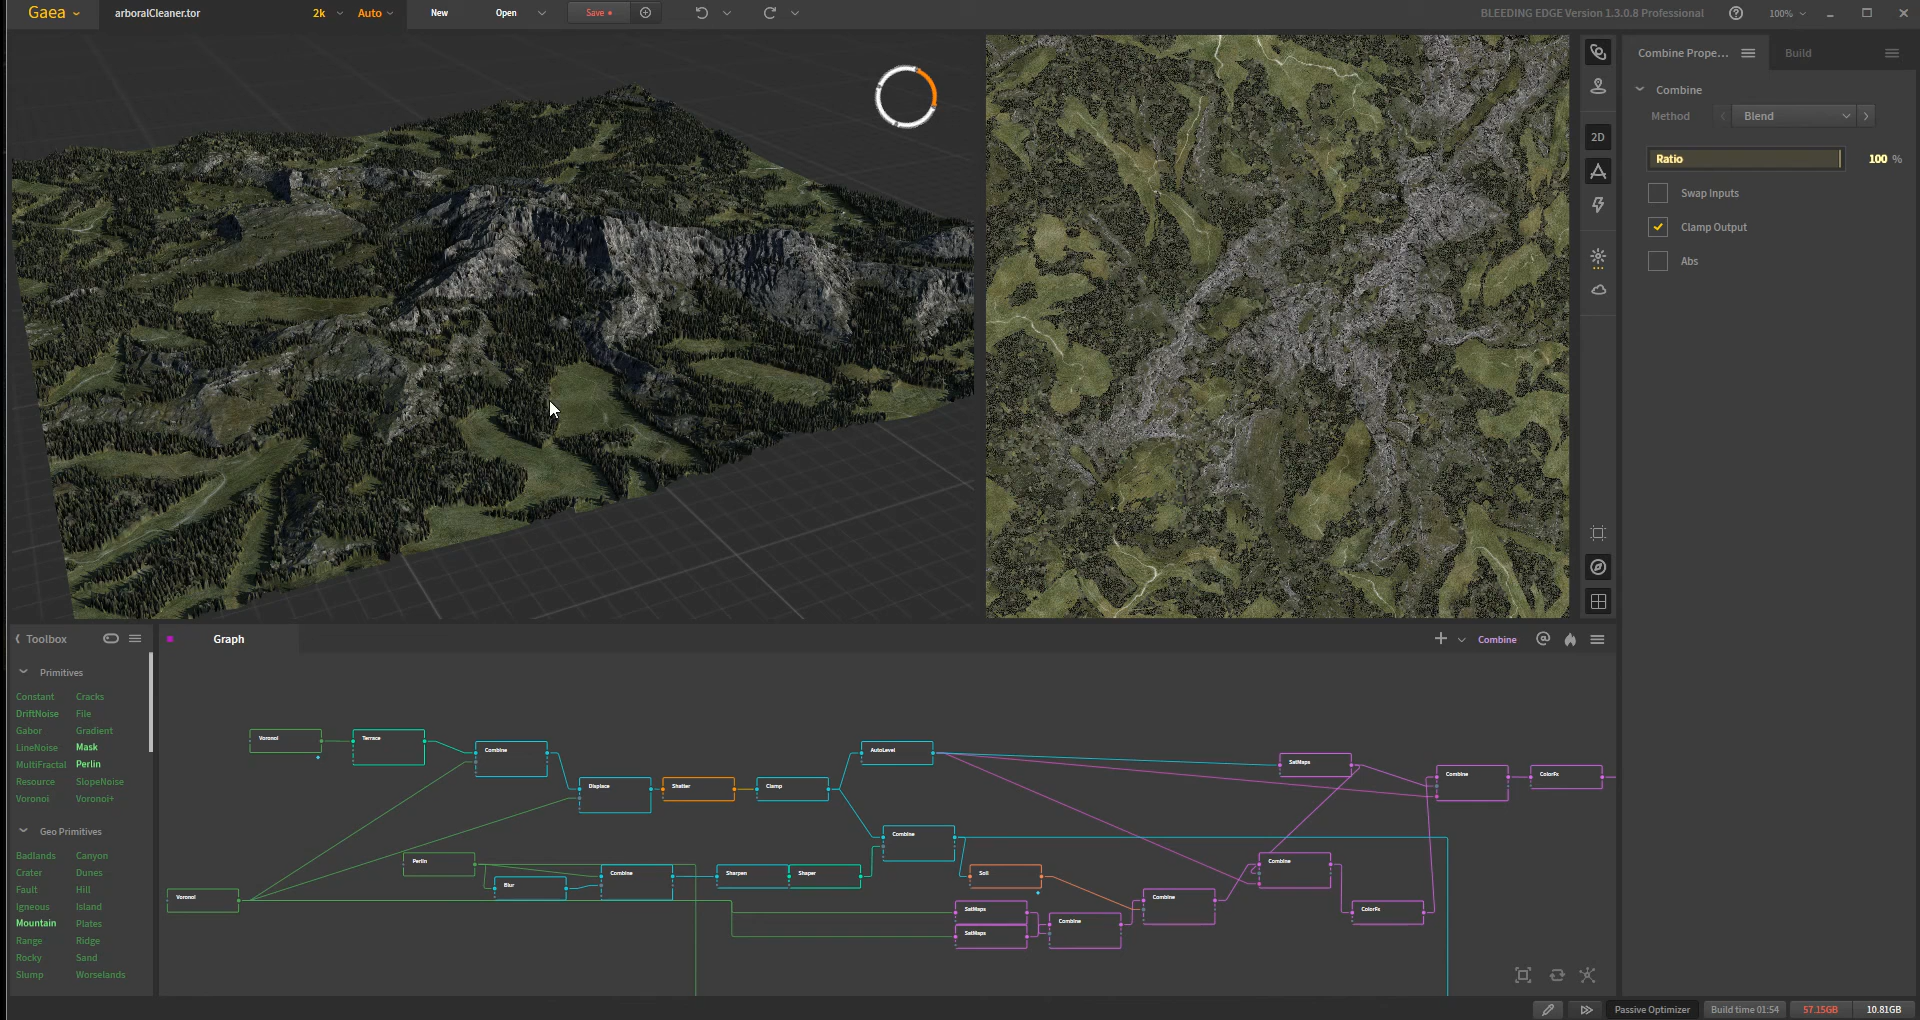 Gaea
arboralCleaner.tor
2k
Auto
New
Open
Save
BLEEDING EDGE Version 1.3.0.8 Professional
100%
Combine Prope...
Build
Combine
Method
Blend
Ratio
100 %
Swap Inputs
Clamp Output
Abs
2D
Toolbox
Graph
Combine
Primitives
Constant Cracks
DriftNoise File
Gabor Gradient
LineNoise Mask
MultiFractal Perlin
Resource SlopeNoise
Voronoi Voronoi+
Geo Primitives
Badlands Canyon
Crater Dunes
Fault Hill
Igneous Island
Mountain Plates
Range Ridge
Rocky Sand
Slump Worselands
Voronoi
Terrace
Combine
AutoLevel
SatMaps
Combine
ColorFx
Displace
Shatter
Clamp
Combine
Perlin
Combine
Sharpen
Shaper
Soil
Combine
Blur
Voronoi
SatMaps
Combine
ColorFx
Combine
SatMaps
Passive Optimizer
Build time 01:54
57.15GB
10.81GB